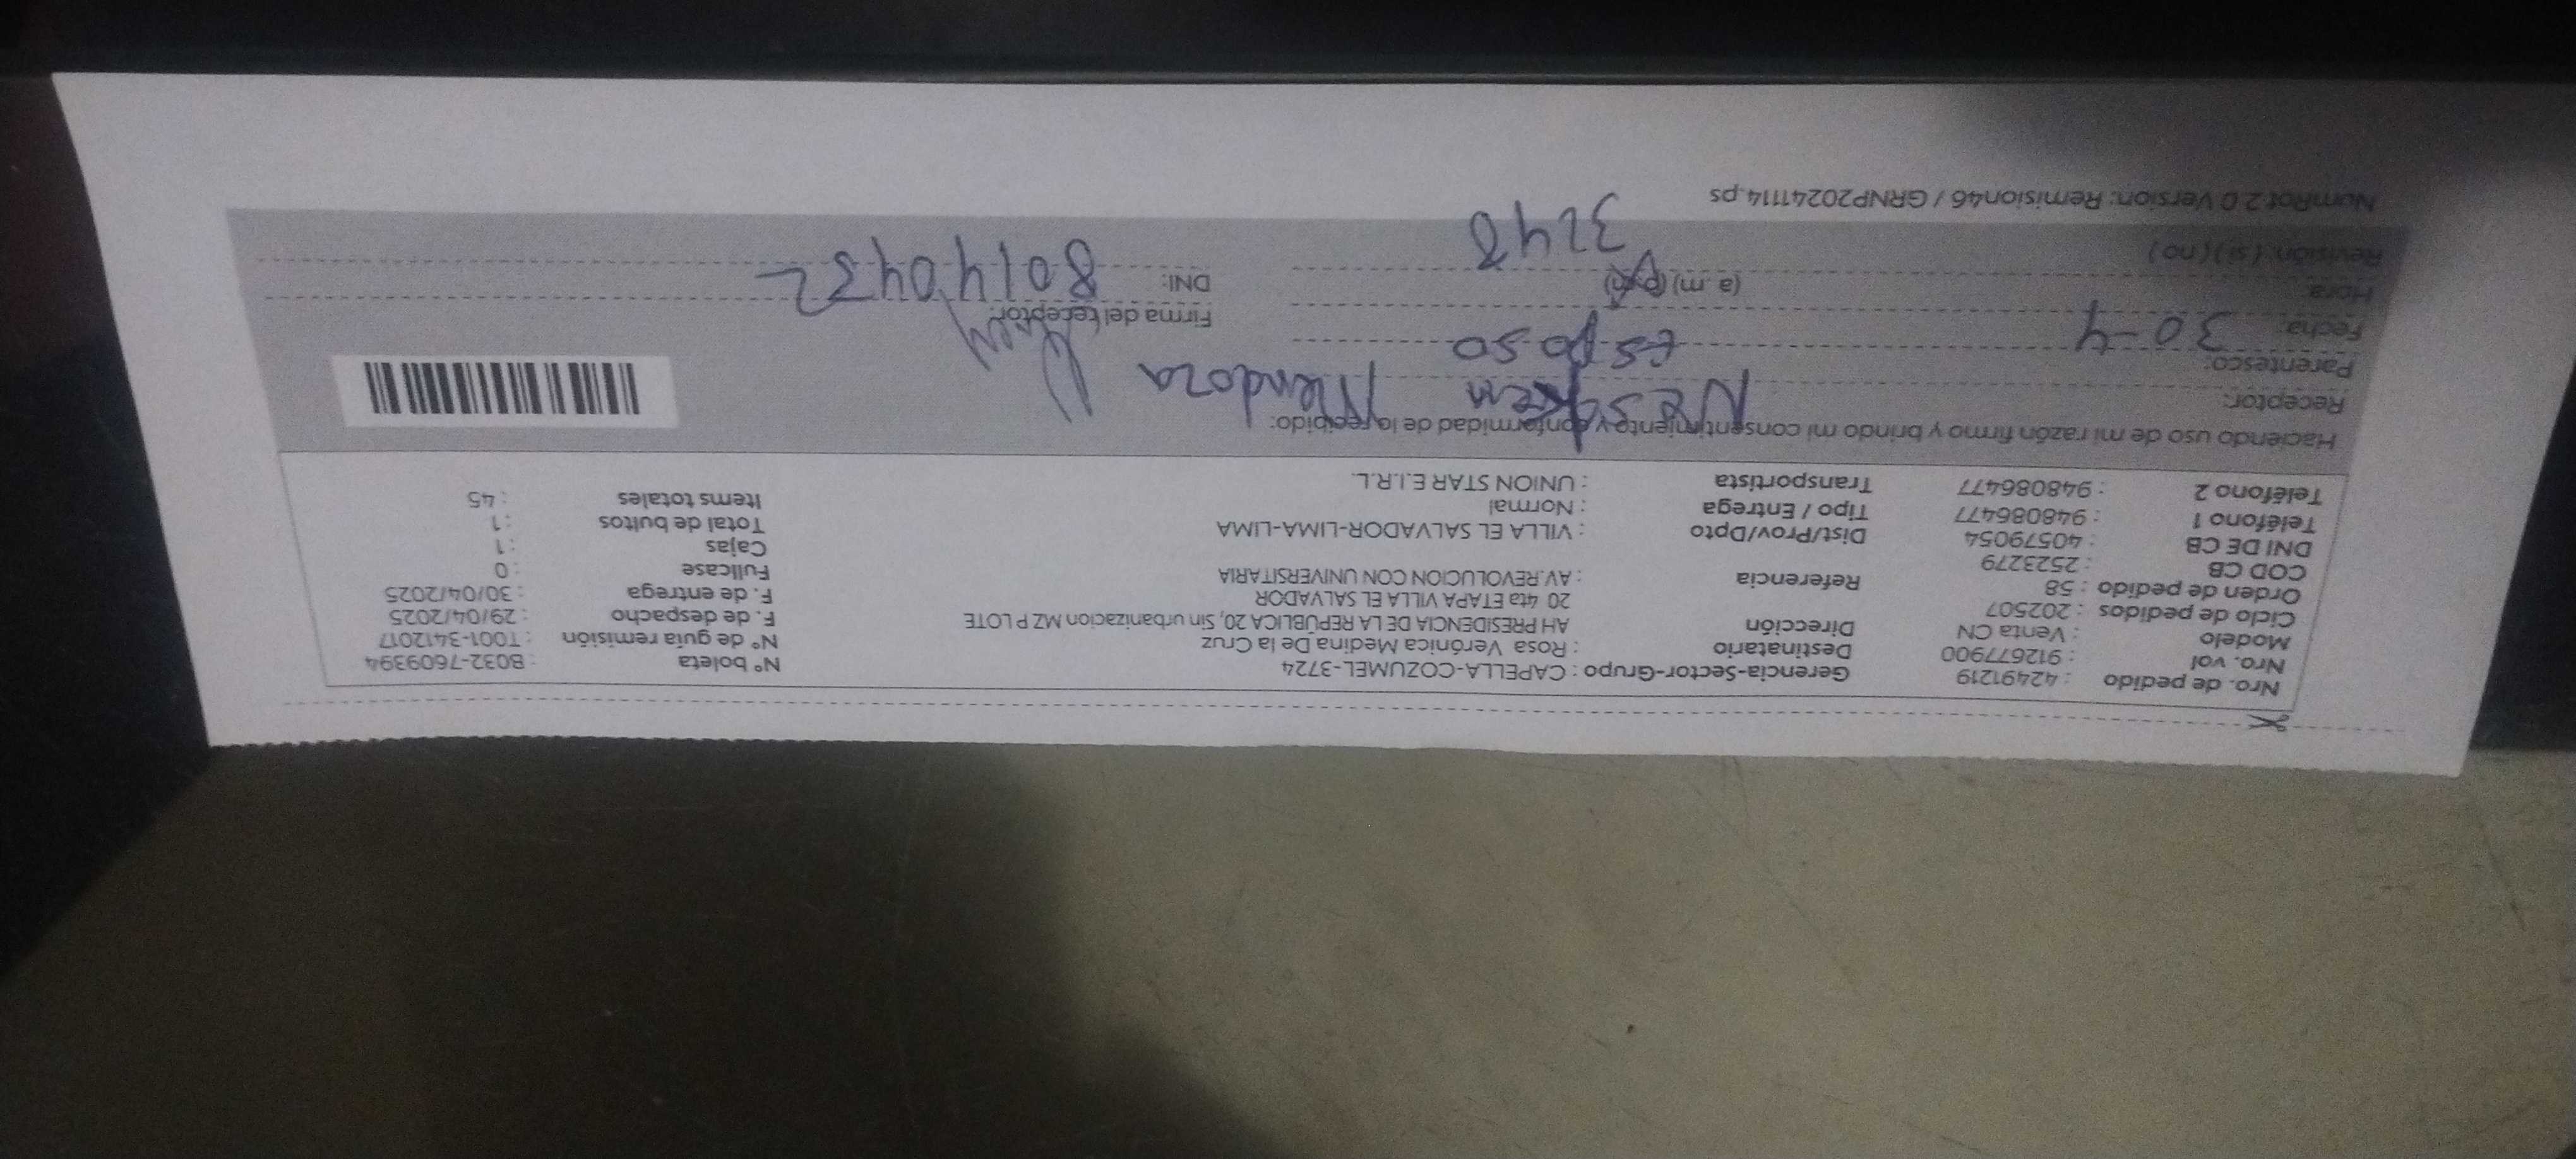 Nro. de pedido : 42491219
Nro. vol : 912677900
Modelo : Venta CN
Ciclo de pedidos : 202507
Orden de pedido : 58
COD CB : 2523279
DNI DE CB : 40579054
Teléfono 1 : 948086477
Teléfono 2 : 948086477
Gerencia-Sector-Grupo : CAPELLA-COZUMEL-3724
Destinatario : Rosa Verónica Medina De la Cruz
Dirección AH PRESIDENCIA DE LA REPÚBLICA 20, Sin urbanizacion MZ P LOTE
20 4ta ETAPA VILLA EL SALVADOR
Referencia : AV.REVOLUCION CON UNIVERSITARIA
Dist/Prov/Dpto : VILLA EL SALVADOR-LIMA-LIMA
Tipo / Entrega : Normal
Transportista : UNION STAR E.I.R.L.
N° boleta : B032-7609394
N° de guía remisión : T001-3412017
F. de despacho : 29/04/2025
F. de entrega : 30/04/2025
Fullcase : 0
Cajas : 1
Total de bultos : 1
Items totales : 45
Haciendo uso de mi razón firmo y brindo mi consentimiento y conformidad de lo recibido:
Receptor: Mendoza
Parentesco: esposo
Fecha: 30-4
Hora: (a.m) (p.m)
Revisión: (si) (no) 3248
Firma del receptor:
DNI: 80140432
NumRot 2.0 Version: Remision46 / GRNP20241114.ps